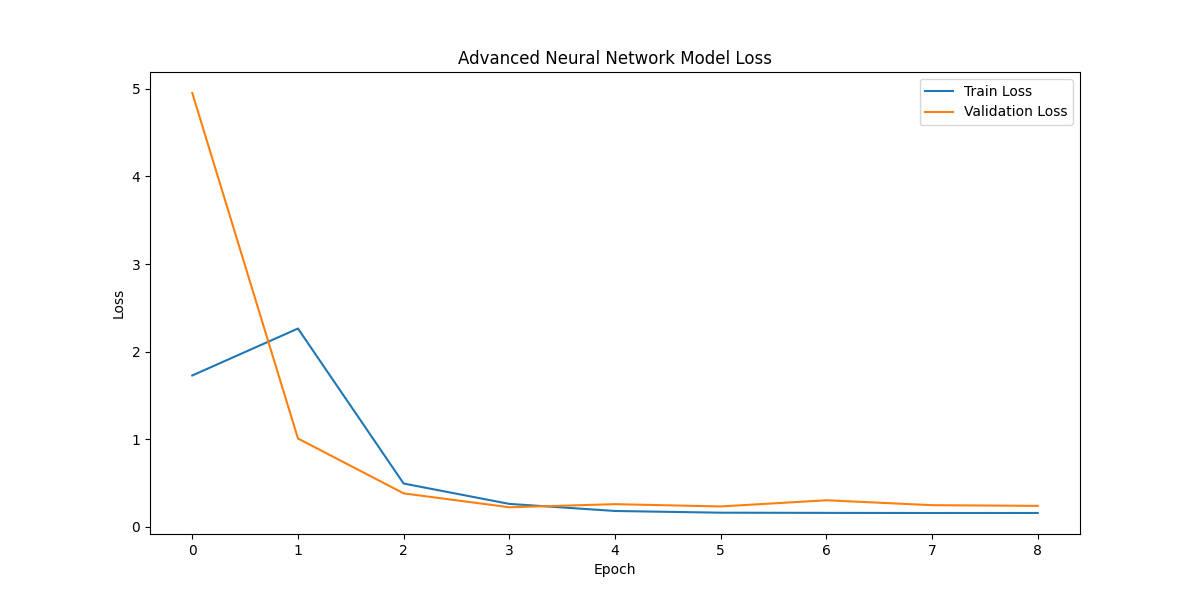 Advanced Neural Network Model Loss
Train Loss
Validation Loss
5
4
3
2
1
0
Loss
0 1 2 3 4 5 6 7 8
Epoch